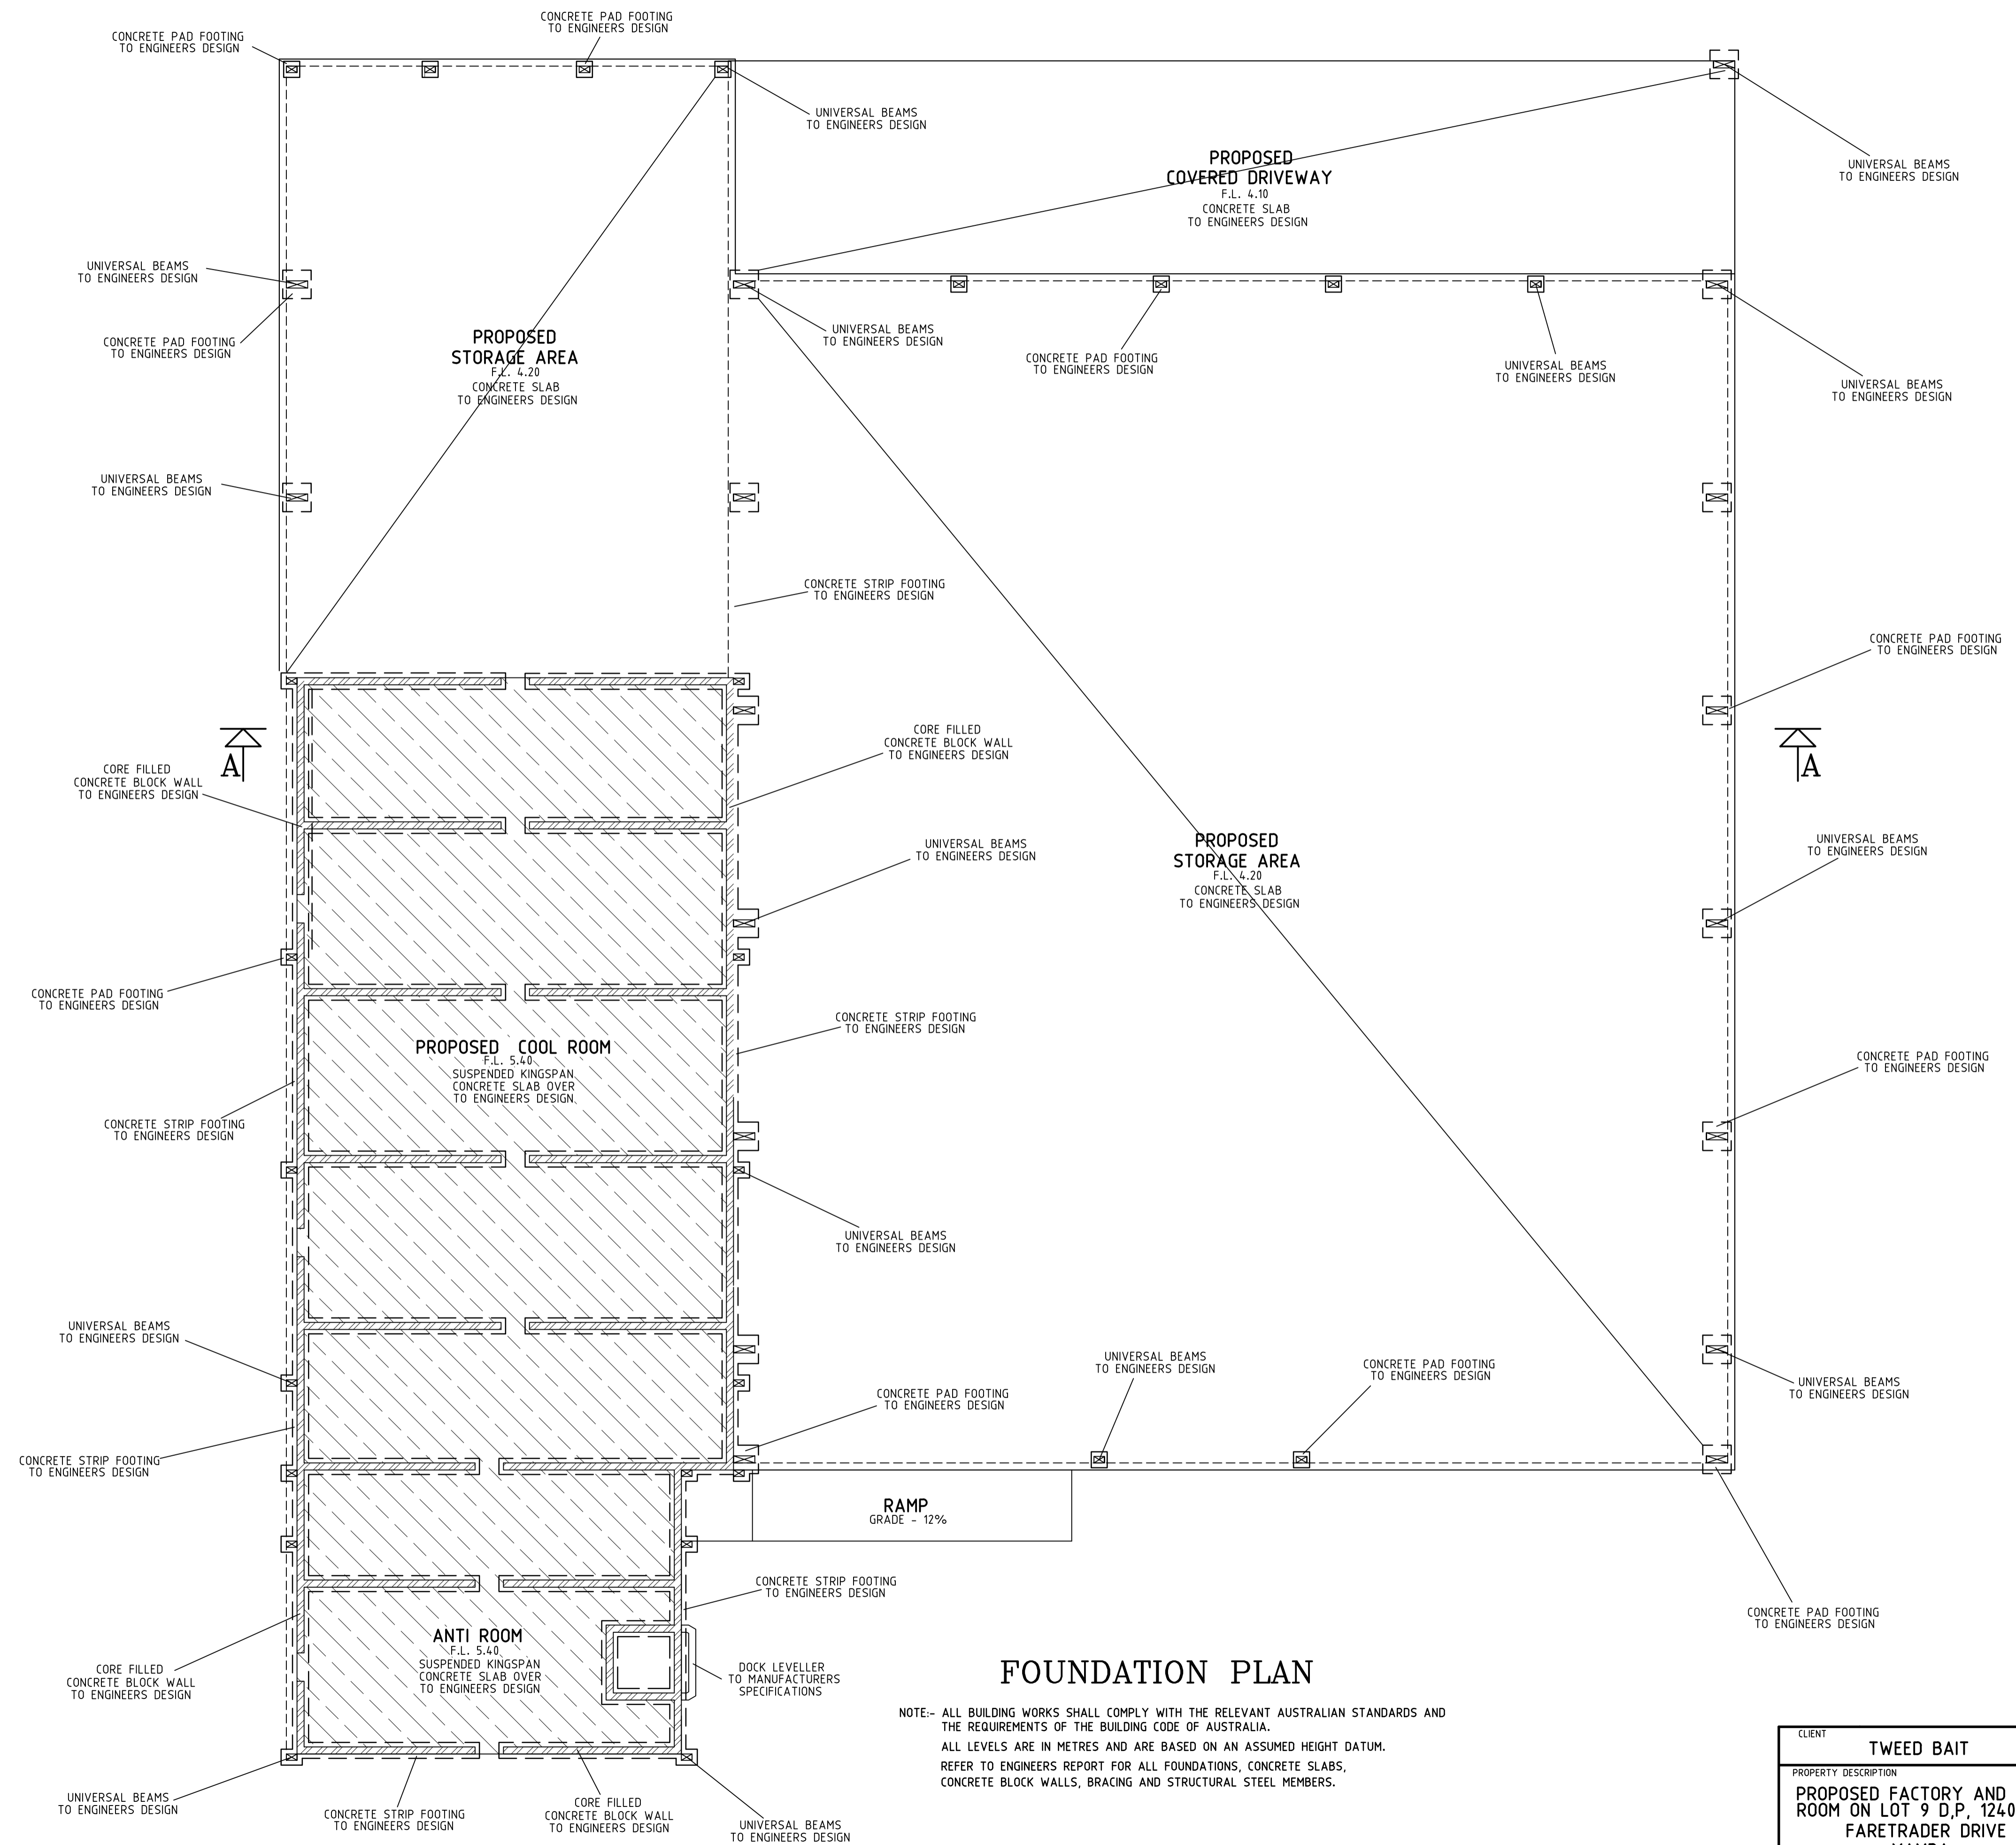 CONCRETE PAD FOOTING
TO ENGINEERS DESIGN
CONCRETE PAD FOOTING
TO ENGINEERS DESIGN
UNIVERSAL BEAMS
TO ENGINEERS DESIGN
PROPOSED
COVERED DRIVEWAY
F.L. 4.10
CONCRETE SLAB
TO ENGINEERS DESIGN
UNIVERSAL BEAMS
TO ENGINEERS DESIGN
UNIVERSAL BEAMS
TO ENGINEERS DESIGN
CONCRETE PAD FOOTING
TO ENGINEERS DESIGN
PROPOSED
STORAGE AREA
F.L. 4.20
CONCRETE SLAB
TO ENGINEERS DESIGN
UNIVERSAL BEAMS
TO ENGINEERS DESIGN
CONCRETE PAD FOOTING
TO ENGINEERS DESIGN
UNIVERSAL BEAMS
TO ENGINEERS DESIGN
UNIVERSAL BEAMS
TO ENGINEERS DESIGN
UNIVERSAL BEAMS
TO ENGINEERS DESIGN
CONCRETE STRIP FOOTING
TO ENGINEERS DESIGN
CONCRETE PAD FOOTING
TO ENGINEERS DESIGN
A
A
CORE FILLED
CONCRETE BLOCK WALL
TO ENGINEERS DESIGN
CORE FILLED
CONCRETE BLOCK WALL
TO ENGINEERS DESIGN
UNIVERSAL BEAMS
TO ENGINEERS DESIGN
PROPOSED
STORAGE AREA
F.L. 4.20
CONCRETE SLAB
TO ENGINEERS DESIGN
UNIVERSAL BEAMS
TO ENGINEERS DESIGN
CONCRETE PAD FOOTING
TO ENGINEERS DESIGN
CONCRETE STRIP FOOTING
TO ENGINEERS DESIGN
PROPOSED COOL ROOM
F.L. 5.40
SUSPENDED KINGSPAN
CONCRETE SLAB OVER
TO ENGINEERS DESIGN
CONCRETE PAD FOOTING
TO ENGINEERS DESIGN
CONCRETE STRIP FOOTING
TO ENGINEERS DESIGN
UNIVERSAL BEAMS
TO ENGINEERS DESIGN
UNIVERSAL BEAMS
TO ENGINEERS DESIGN
UNIVERSAL BEAMS
TO ENGINEERS DESIGN
CONCRETE PAD FOOTING
TO ENGINEERS DESIGN
UNIVERSAL BEAMS
TO ENGINEERS DESIGN
CONCRETE PAD FOOTING
TO ENGINEERS DESIGN
CONCRETE STRIP FOOTING
TO ENGINEERS DESIGN
RAMP
GRADE - 12%
CONCRETE STRIP FOOTING
TO ENGINEERS DESIGN
CONCRETE PAD FOOTING
TO ENGINEERS DESIGN
ANTI ROOM
F.L. 5.40
SUSPENDED KINGSPAN
CONCRETE SLAB OVER
TO ENGINEERS DESIGN
CORE FILLED
CONCRETE BLOCK WALL
TO ENGINEERS DESIGN
DOCK LEVELLER
TO MANUFACTURERS
SPECIFICATIONS
FOUNDATION PLAN
NOTE:- ALL BUILDING WORKS SHALL COMPLY WITH THE RELEVANT AUSTRALIAN STANDARDS AND
THE REQUIREMENTS OF THE BUILDING CODE OF AUSTRALIA.
ALL LEVELS ARE IN METRES AND ARE BASED ON AN ASSUMED HEIGHT DATUM.
REFER TO ENGINEERS REPORT FOR ALL FOUNDATIONS, CONCRETE SLABS,
CONCRETE BLOCK WALLS, BRACING AND STRUCTURAL STEEL MEMBERS.
UNIVERSAL BEAMS
TO ENGINEERS DESIGN
CONCRETE STRIP FOOTING
TO ENGINEERS DESIGN
CORE FILLED
CONCRETE BLOCK WALL
TO ENGINEERS DESIGN
UNIVERSAL BEAMS
TO ENGINEERS DESIGN
CLIENT
TWEED BAIT
PROPERTY DESCRIPTION
PROPOSED FACTORY AND
ROOM ON LOT 9 D,P, 1240
FARETRADER DRIVE